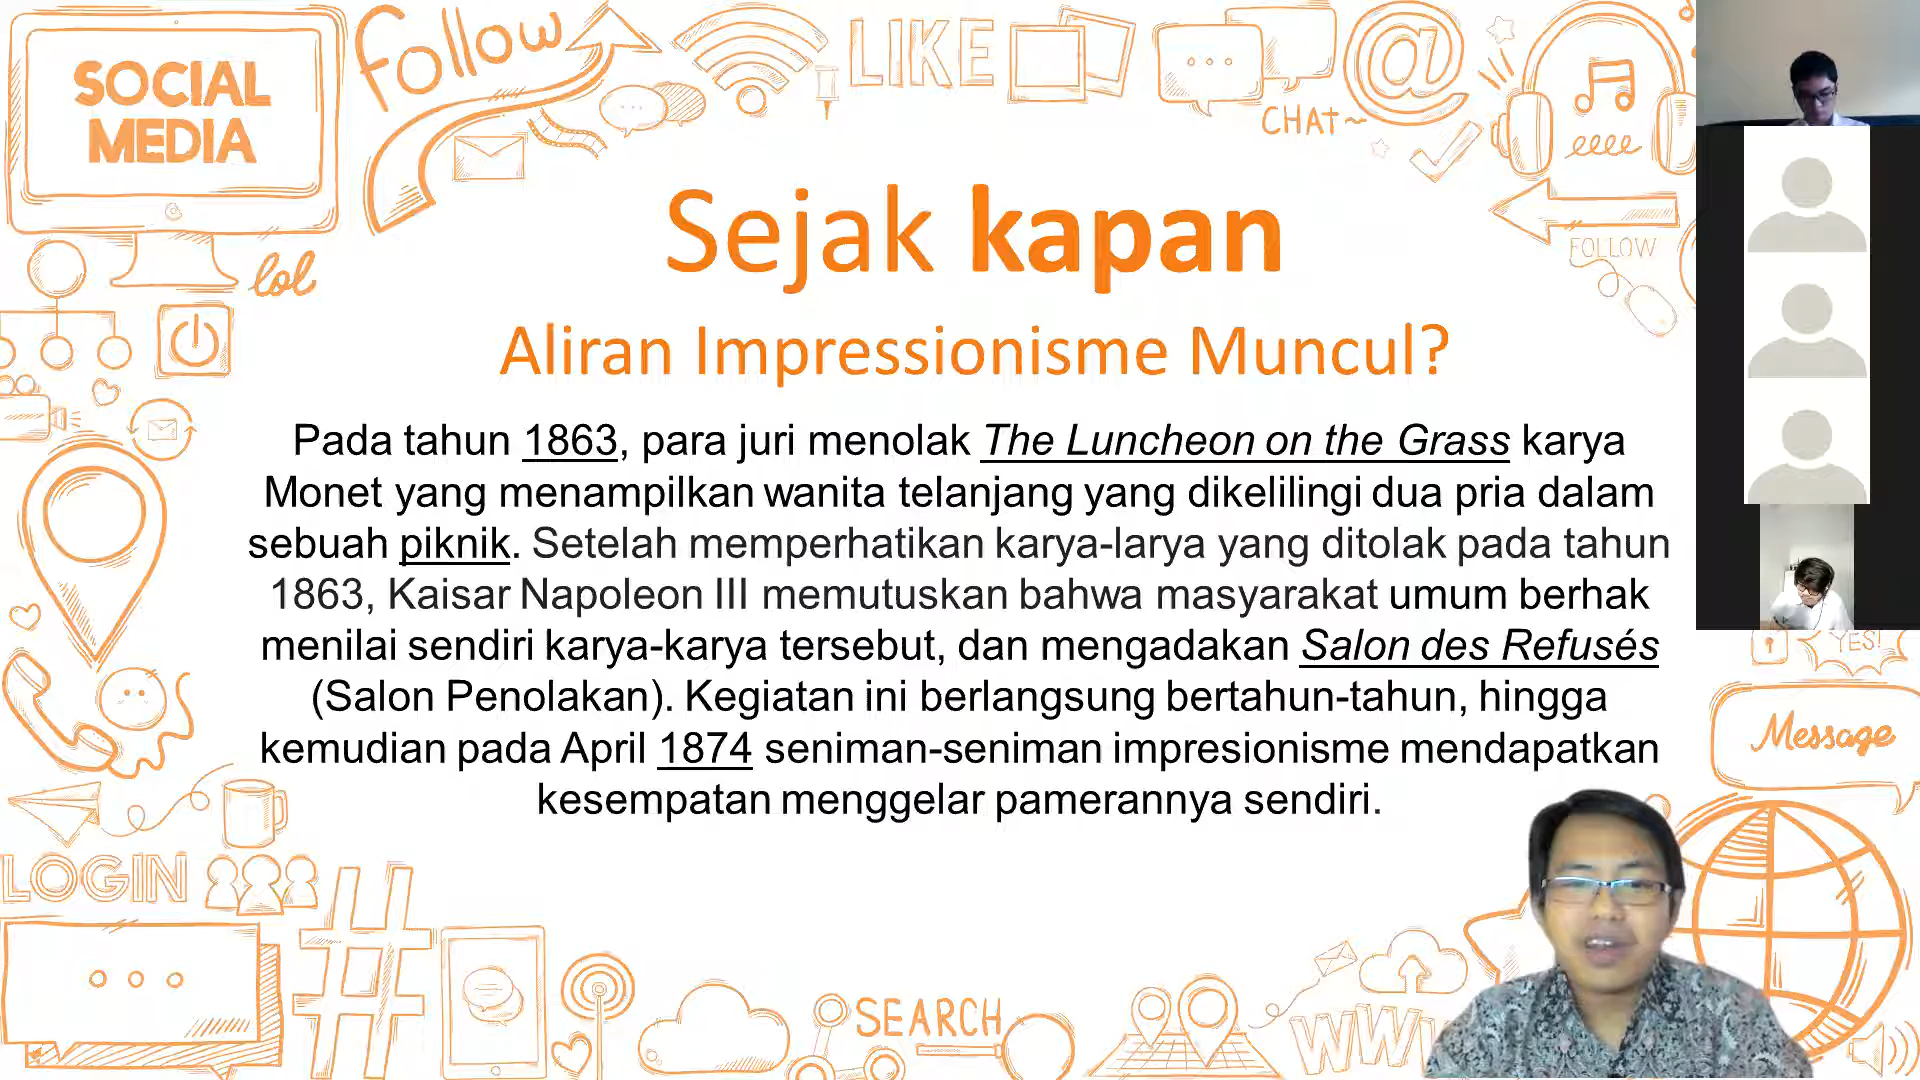 SOCIAL
MEDIA
Follow
LIKE
CHAT~
FOLLOW
lol
Sejak kapan
Aliran Impressionisme Muncul?
Pada tahun 1863, para juri menolak The Luncheon on the Grass karya
Monet yang menampilkan wanita telanjang yang dikelilingi dua pria dalam
sebuah piknik. Setelah memperhatikan karya-larya yang ditolak pada tahun
1863, Kaisar Napoleon III memutuskan bahwa masyarakat umum berhak
menilai sendiri karya-karya tersebut, dan mengadakan Salon des Refusés
(Salon Penolakan). Kegiatan ini berlangsung bertahun-tahun, hingga
kemudian pada April 1874 seniman-seniman impresionisme mendapatkan
kesempatan menggelar pamerannya sendiri.
YES!
Message
LOGIN
#
SEARCH
WWW